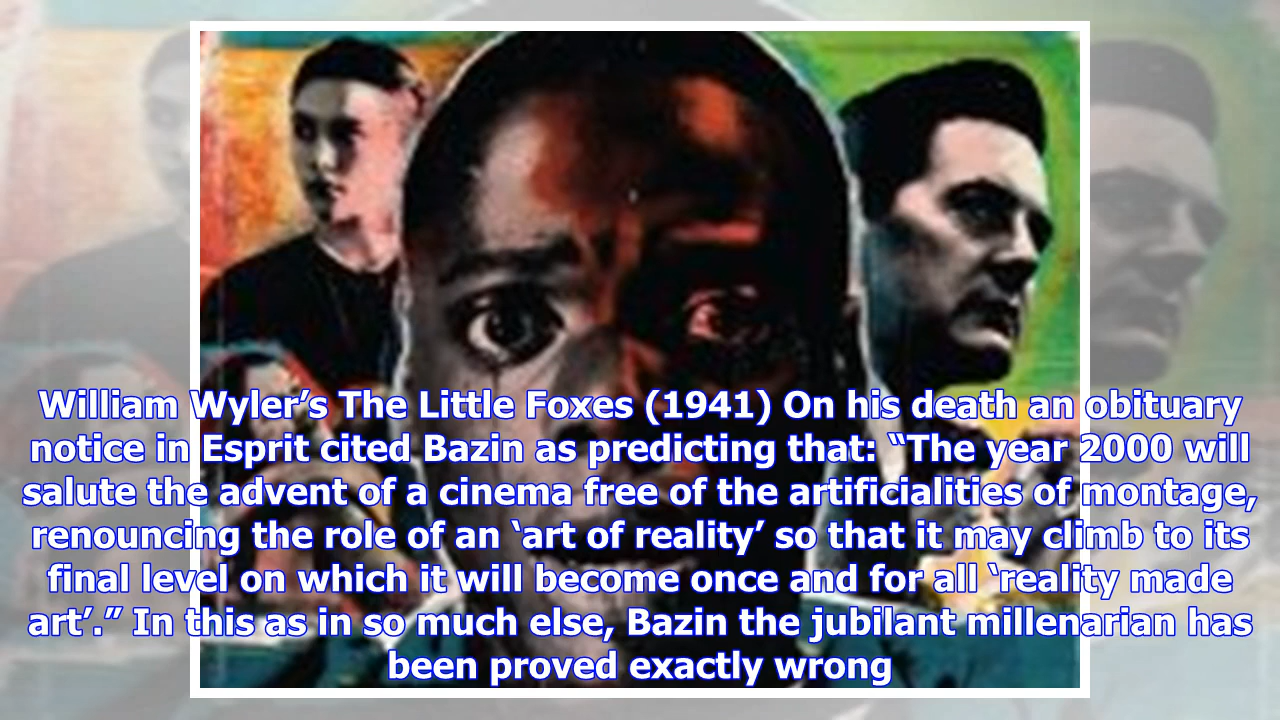 William Wyler’s The Little Foxes (1941) On his death an obituary
notice in Esprit cited Bazin as predicting that: “The year 2000 will
salute the advent of a cinema free of the artificialities of montage,
renouncing the role of an ‘art of reality’ so that it may climb to its
final level on which it will become once and for all ‘reality made
art’.” In this as in so much else, Bazin the jubilant millenarian has
been proved exactly wrong